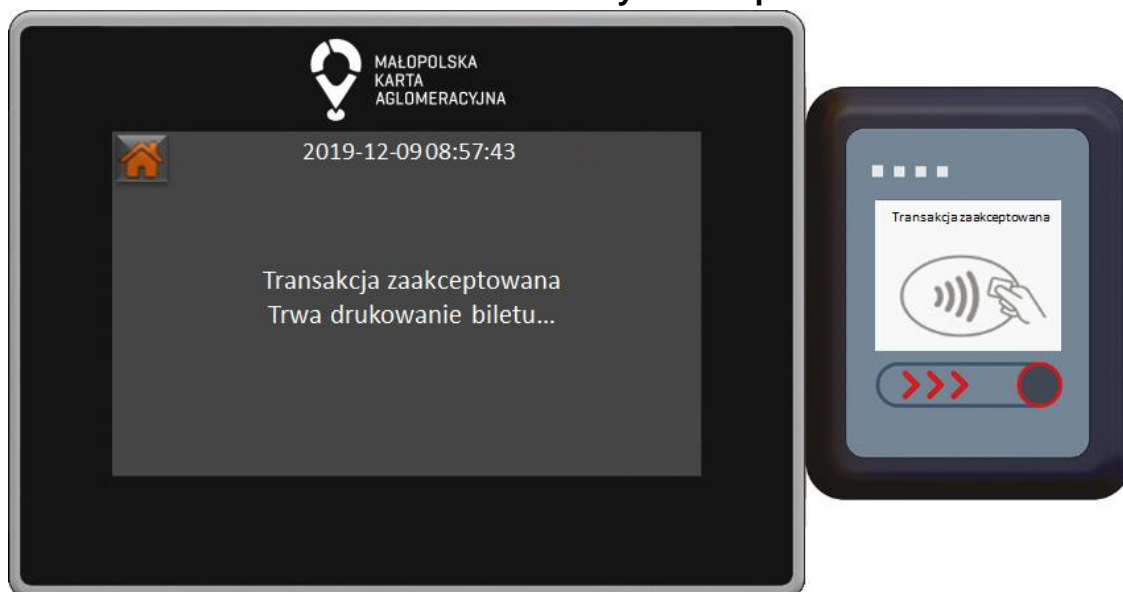 MAŁOPOLSKA
KARTA
AGLOMERACYJNA
2019-12-09 08:57:43
Transakcja zaakceptowana
Trwa drukowanie biletu...
Transakcja zaakceptowana